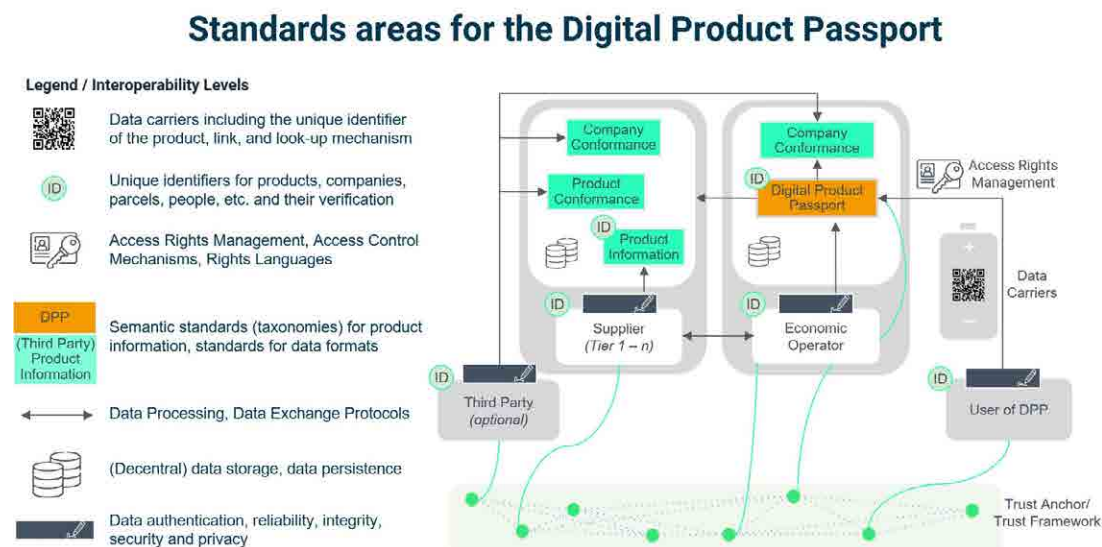 Standards areas for the Digital Product Passport
Legend / Interoperability Levels
Data carriers including the unique identifier
of the product, link, and look-up mechanism
ID
Unique identifiers for products, companies,
parcels, people, etc. and their verification
Access Rights Management, Access Control
Mechanisms, Rights Languages
DPP
(Third Party)
Product
Information
Semantic standards (taxonomies) for product
information, standards for data formats
Data Processing, Data Exchange Protocols
(Decentral) data storage, data persistence
Data authentication, reliability, integrity,
security and privacy
Company
Conformance
Product
Conformance
ID
Product
Information
ID
Supplier
(Tier 1 – n)
Company
Conformance
ID
Digital Product
Passport
ID
Economic
Operator
Access Rights
Management
Data
Carriers
ID
Third Party
(optional)
ID
User of DPP
Trust Anchor/
Trust Framework